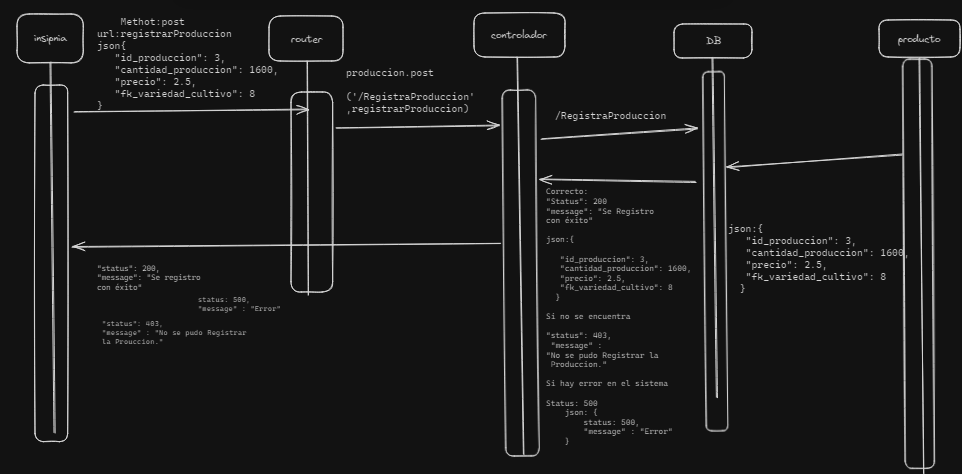 insipnia
Methot:post
url:registrarProduccion
json{
"id_produccion": 3,
"cantidad_produccion": 1600,
"precio": 2.5,
"fk_variedad_cultivo": 8
}
router
produccion.post
('/RegistraProduccion'
,registrarProduccion)
controlador
/RegistraProduccion
DB
producto
Correcto:
"Status": 200
"message": "Se Registro
con éxito"
json:{
"id_produccion": 3,
"cantidad_produccion": 1600,
"precio": 2.5,
"fk_variedad_cultivo": 8
}
Si no se encuentra
"status": 403,
"message" :
"No se pudo Registrar la
Produccion."
Si hay error en el sistema
Status: 500
json: {
status: 500,
"message" : "Error"
}
json:{
"id_produccion": 3,
"cantidad_produccion": 1600,
"precio": 2.5,
"fk_variedad_cultivo": 8
}
"status": 200,
"message": "Se registro
con éxito"
status: 500,
"message" : "Error"
"status": 403,
"message" : "No se pudo Registrar
la Prouccion."